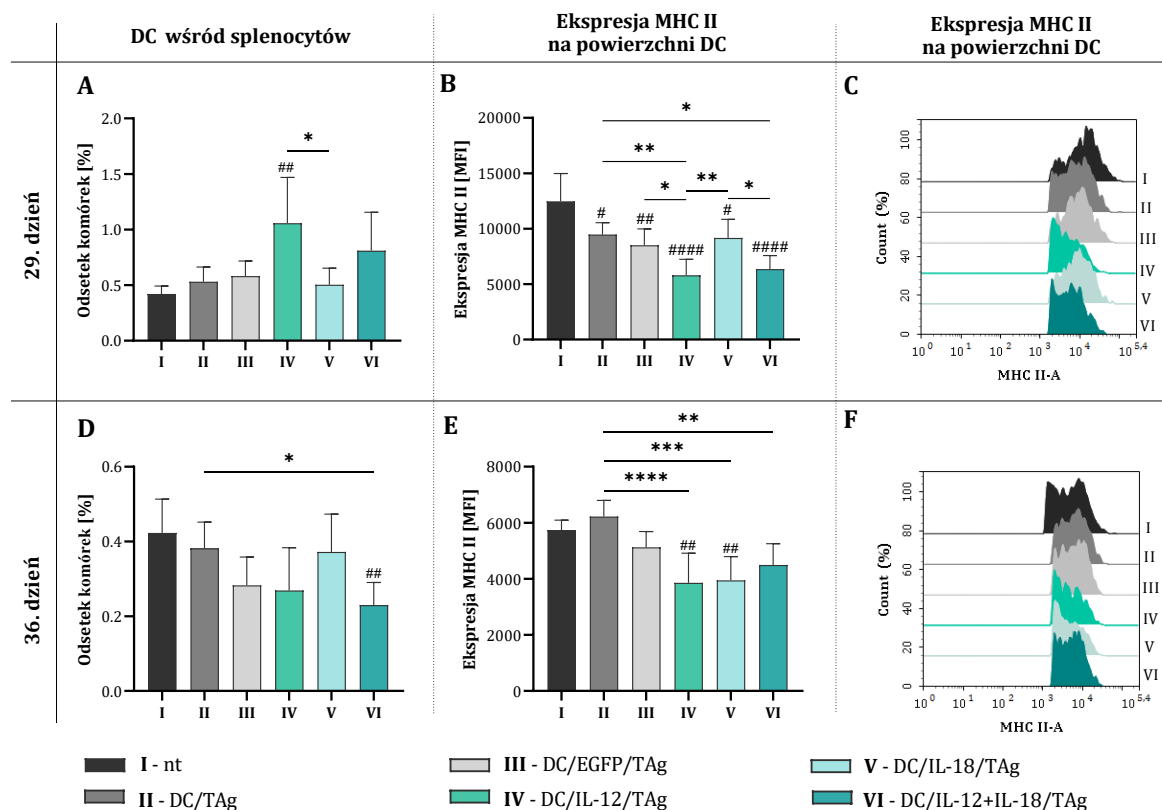 DC wśród splenocytów
Ekspresja MHC II
na powierzchni DC
Ekspresja MHC II
na powierzchni DC
29. dzień
A
Odsetek komórek [%]
2.0
1.5
1.0
0.5
0.0
##
*
I II III IV V VI
B
Ekspresja MHC II [MFI]
20000
15000
10000
5000
0
*
**
* ** *
# ## #### # ####
I II III IV V VI
C
Count (%)
100
80
60
40
20
0
I
II
III
IV
V
VI
10^0 10^1 10^2 10^3 10^4 10^5,4
MHC II-A
36. dzień
D
Odsetek komórek [%]
0.6
0.4
0.2
0.0
*
##
I II III IV V VI
E
Ekspresja MHC II [MFI]
8000
6000
4000
2000
0
**
***
****
## ##
I II III IV V VI
F
Count (%)
100
80
60
40
20
0
I
II
III
IV
V
VI
10^0 10^1 10^2 10^3 10^4 10^5,4
MHC II-A
I - nt
II - DC/TAg
III - DC/EGFP/TAg
IV - DC/IL-12/TAg
V - DC/IL-18/TAg
VI - DC/IL-12+IL-18/TAg